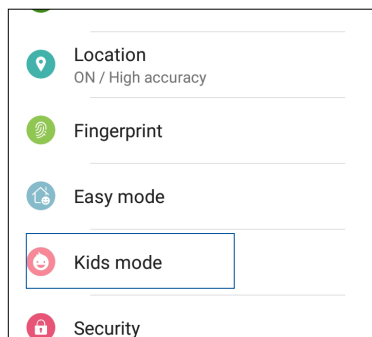 Location
ON / High accuracy
Fingerprint
Easy mode
Kids mode
Security